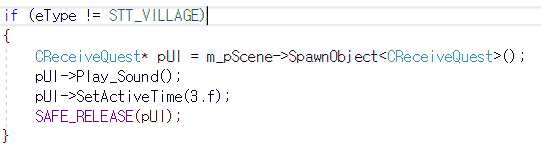 if (eType != STT_VILLAGE)
{
CReceiveQuest* pUI = m_pScene->SpawnObject<CReceiveQuest>();
pUI->Play_Sound();
pUI->SetActiveTime(3.f);
SAFE_RELEASE(pUI);
}